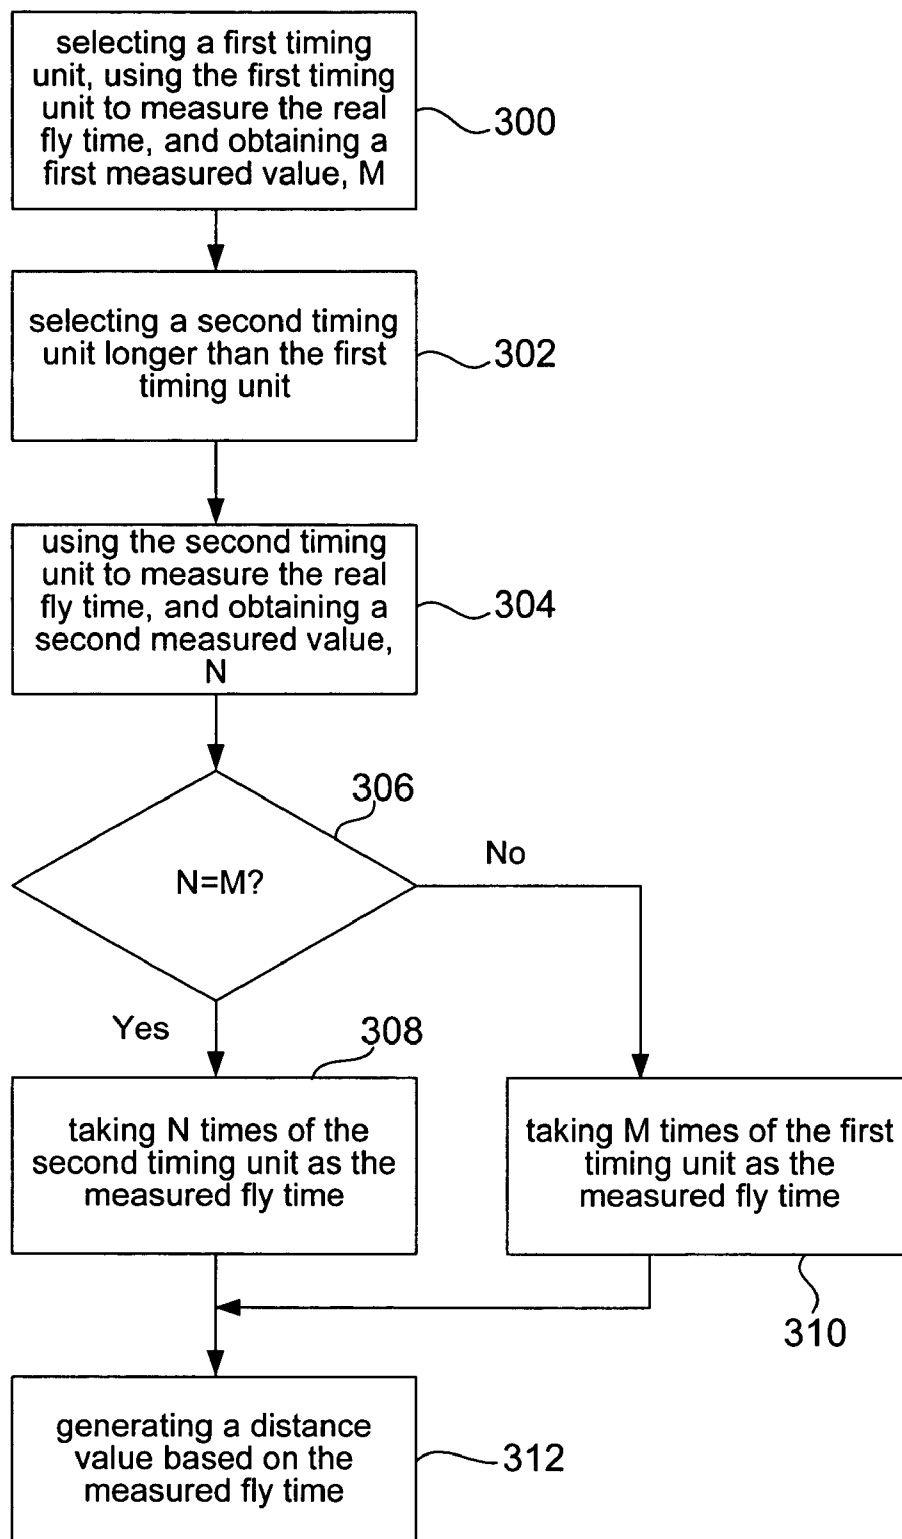 selecting a first timing
unit, using the first timing
unit to measure the real
fly time, and obtaining a
first measured value, M
300
selecting a second timing
unit longer than the first
timing unit
302
using the second timing
unit to measure the real
fly time, and obtaining a
second measured value,
N
304
306
N=M?
No
Yes
308
taking N times of the
second timing unit as the
measured fly time
taking M times of the first
timing unit as the
measured fly time
310
generating a distance
value based on the
measured fly time
312